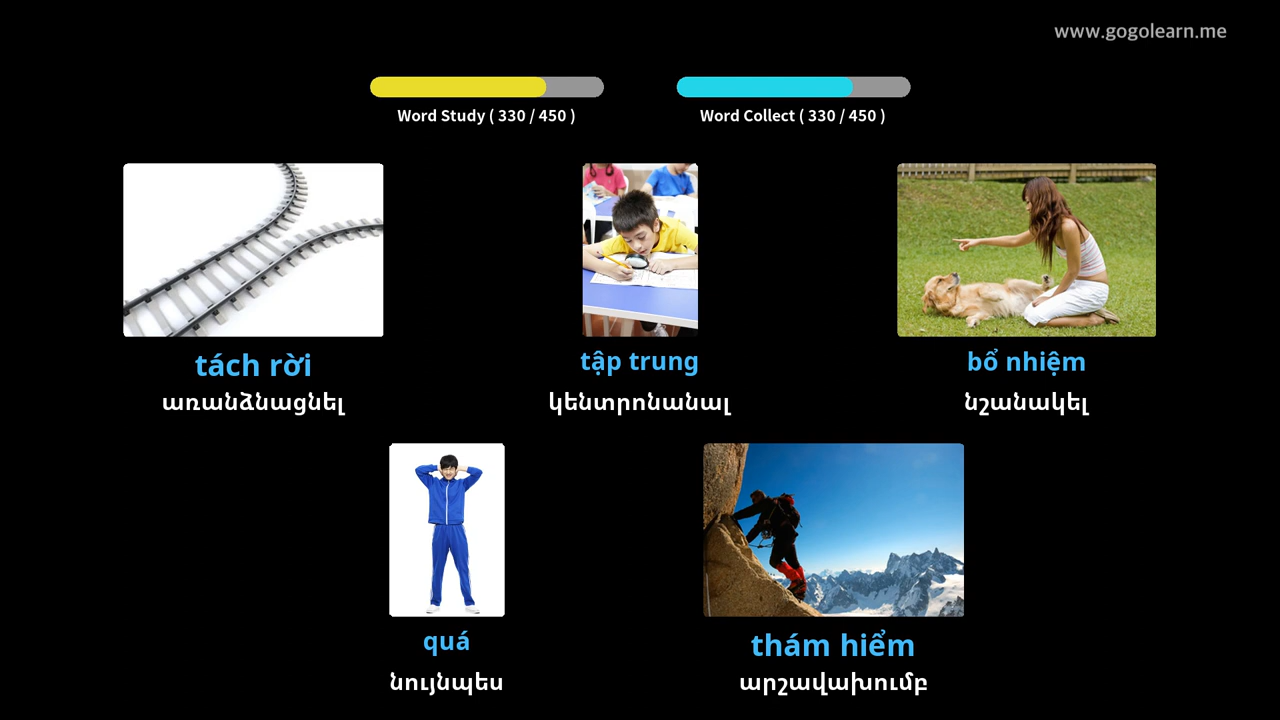 www.gogolearn.me
Word Study ( 330 / 450 )
Word Collect ( 330 / 450 )
tách rời
առանձնացնել
tập trung
կենտրոնանալ
bổ nhiệm
նշանակել
quá
նույնպես
thám hiểm
արշավախումբ